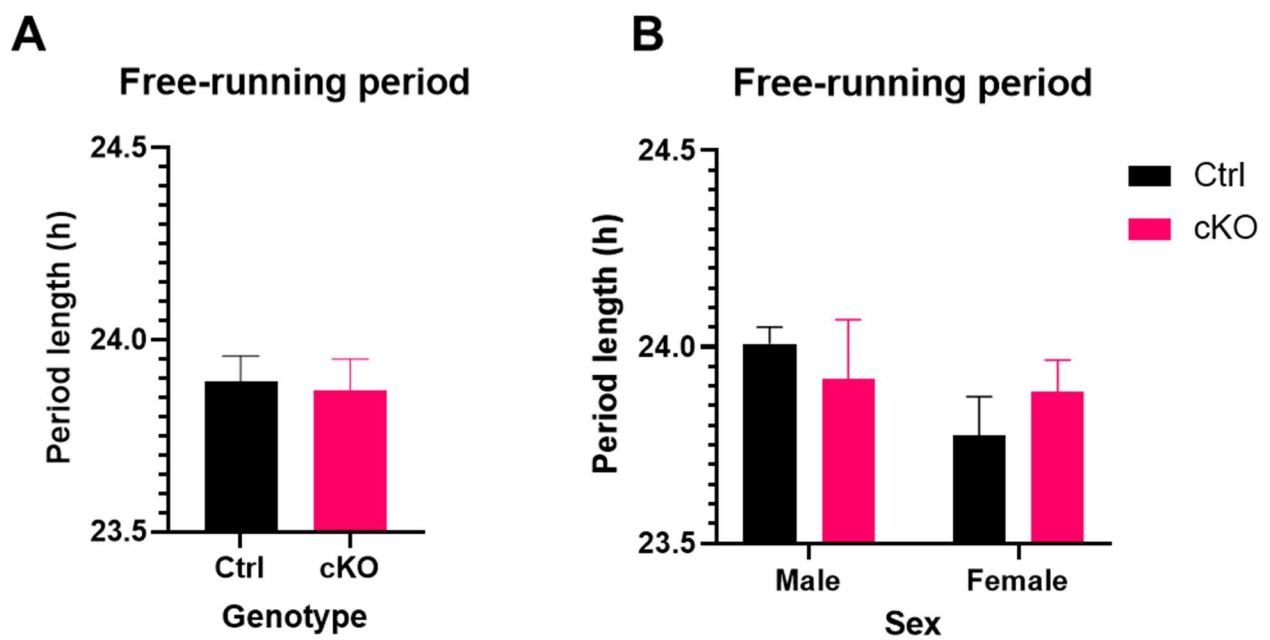 A
Free-running period
Period length (h)
24.5
24.0
23.5
Ctrl
cKO
Genotype
B
Free-running period
Period length (h)
24.5
24.0
23.5
Male
Female
Sex
Ctrl
cKO